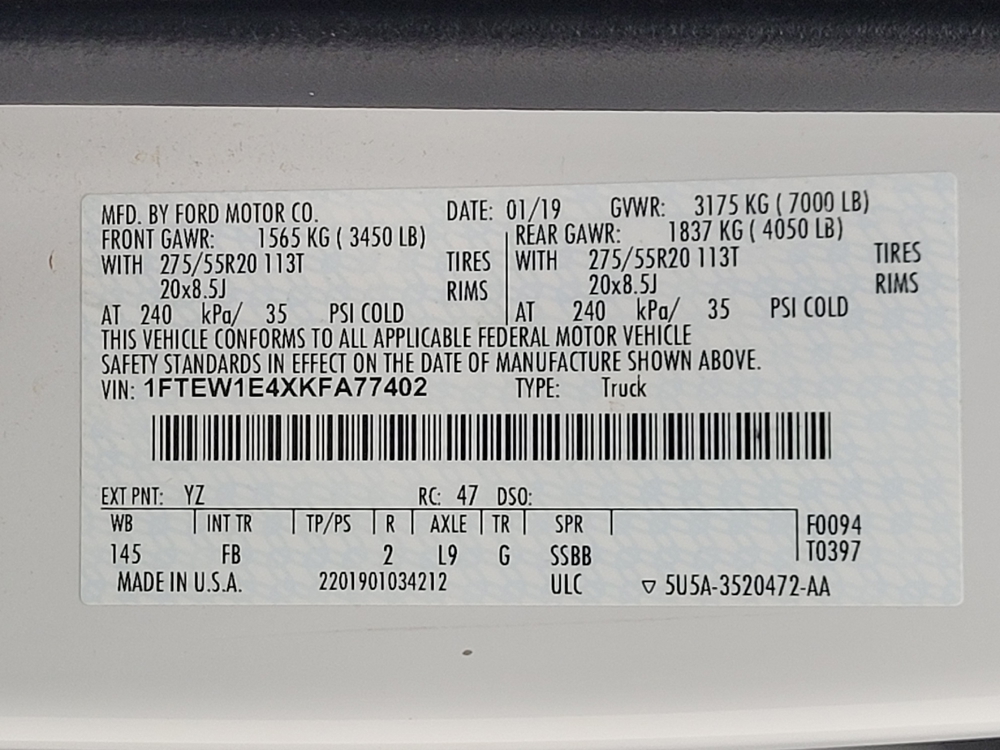 MFD. BY FORD MOTOR CO. DATE: 01/19 GVWR: 3175 KG ( 7000 LB)
FRONT GAWR: 1565 KG ( 3450 LB) REAR GAWR: 1837 KG ( 4050 LB)
WITH 275/55R20 113T TIRES WITH 275/55R20 113T TIRES
20x8.5J RIMS 20x8.5J RIMS
AT 240 kPa/ 35 PSI COLD AT 240 kPa/ 35 PSI COLD
THIS VEHICLE CONFORMS TO ALL APPLICABLE FEDERAL MOTOR VEHICLE
SAFETY STANDARDS IN EFFECT ON THE DATE OF MANUFACTURE SHOWN ABOVE.
VIN: 1FTEW1E4XKFA77402 TYPE: Truck
EXT PNT: YZ RC: 47 DSO:
WB INT TR TP/PS R AXLE TR SPR F0094
145 FB 2 L9 G SSBB T0397
MADE IN U.S.A. 2201901034212 ULC ▽ 5U5A-3520472-AA